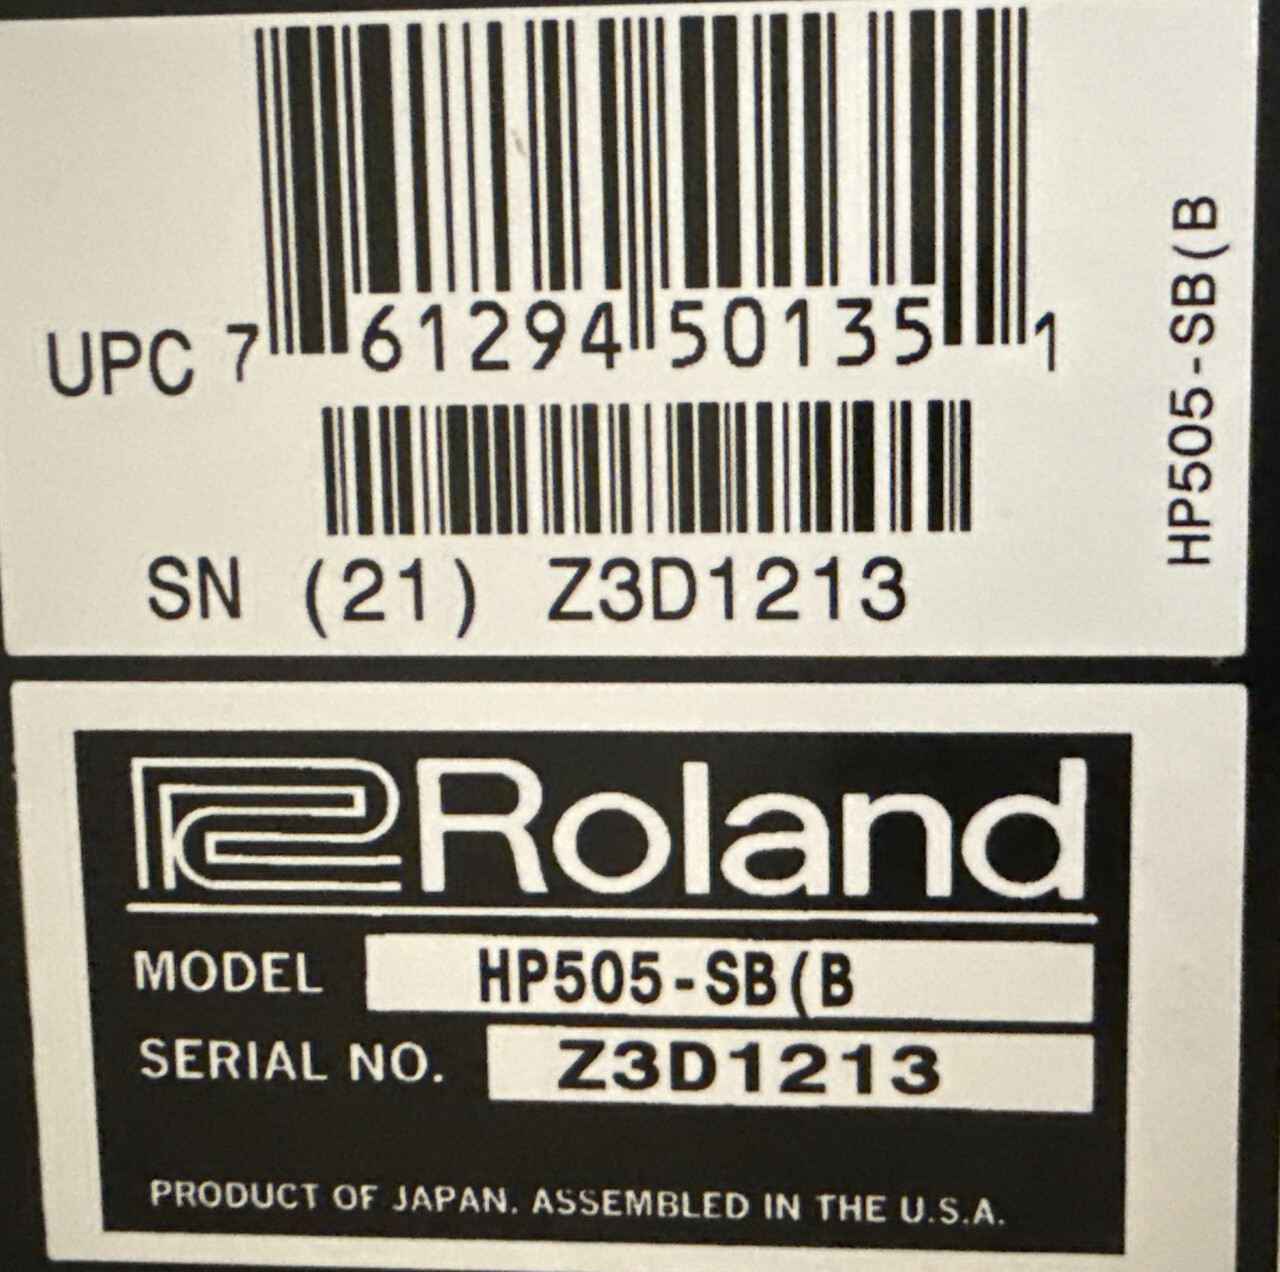 UPC 7 61294 50135 1
SN (21) Z3D1213
HP505-SB(B
Roland
MODEL HP505-SB(B
SERIAL NO. Z3D1213
PRODUCT OF JAPAN. ASSEMBLED IN THE U.S.A.